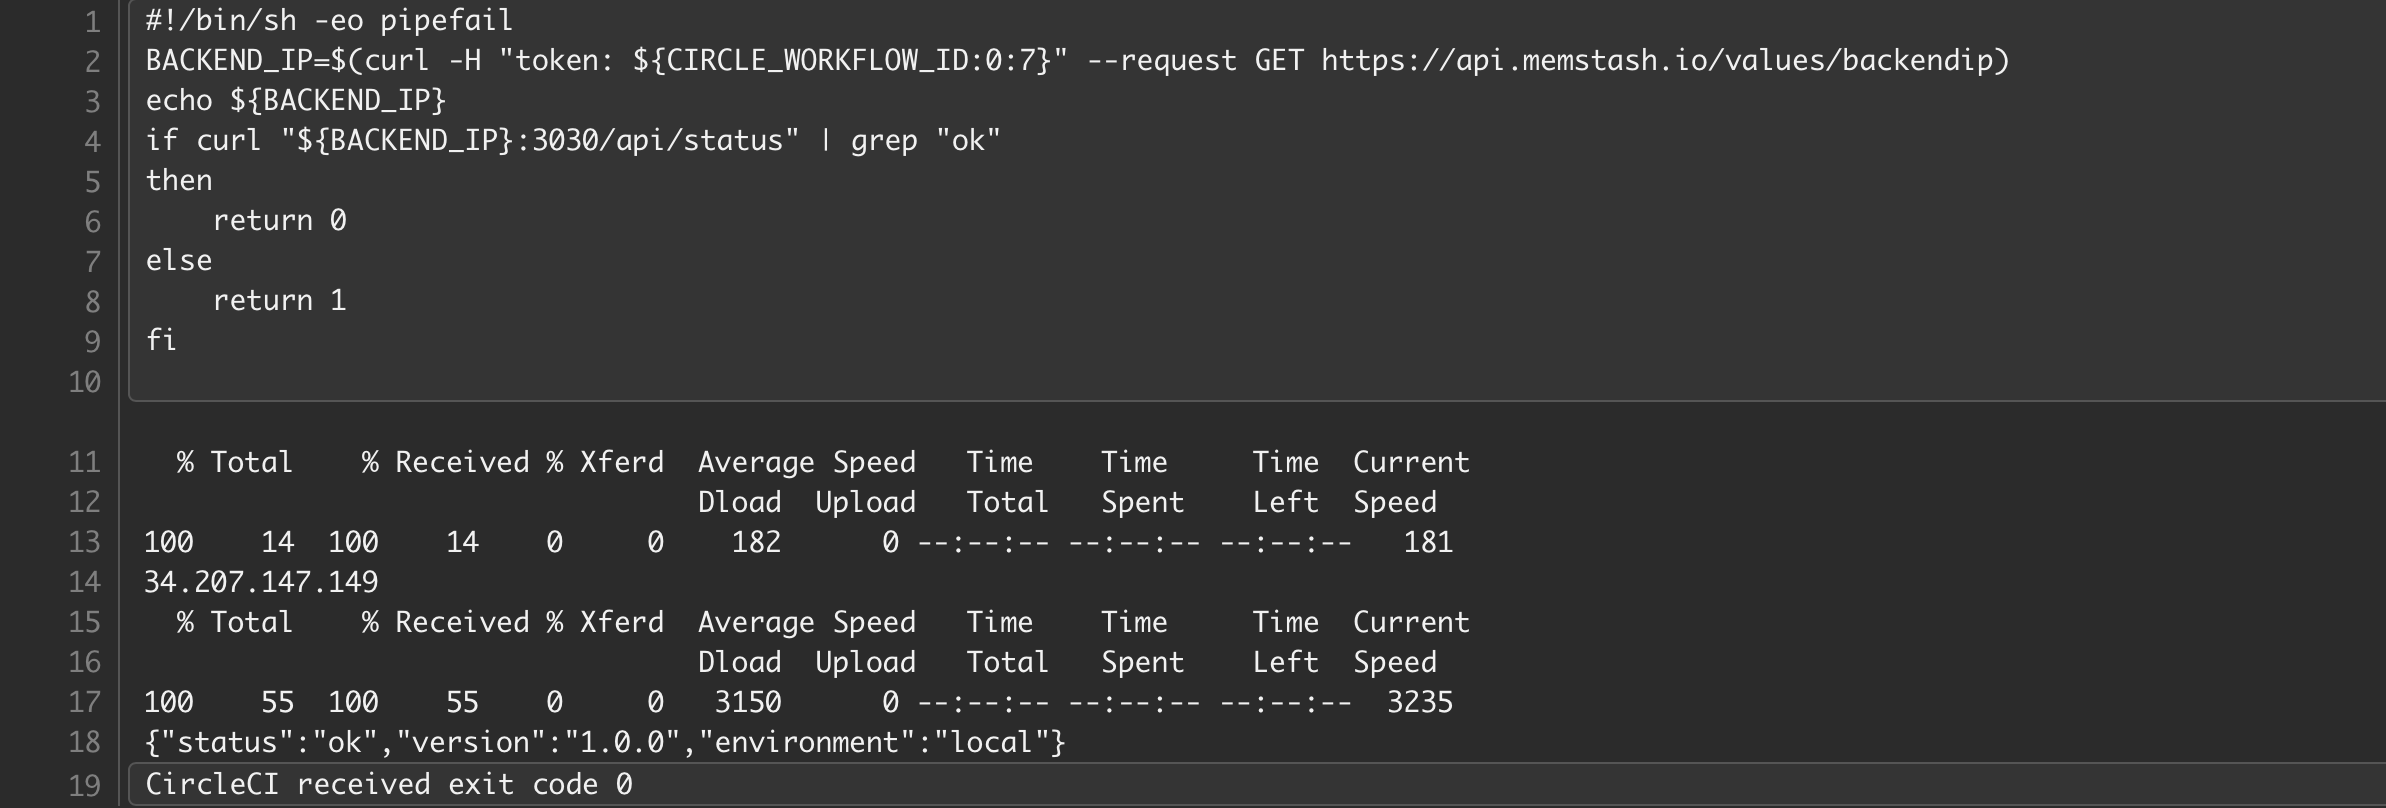 1 #!/bin/sh -eo pipefail
2 BACKEND_IP=$(curl -H "token: ${CIRCLE_WORKFLOW_ID:0:7}" --request GET https://api.memstash.io/values/backendip)
3 echo ${BACKEND_IP}
4 if curl "${BACKEND_IP}:3030/api/status" | grep "ok"
5 then
6     return 0
7 else
8     return 1
9 fi
10
11   % Total    % Received % Xferd  Average Speed   Time    Time     Time  Current
12                                  Dload  Upload   Total   Spent    Left  Speed
13 100    14  100    14    0     0    182      0 --:--:-- --:--:-- --:--:--   181
14 34.207.147.149
15   % Total    % Received % Xferd  Average Speed   Time    Time     Time  Current
16                                  Dload  Upload   Total   Spent    Left  Speed
17 100    55  100    55    0     0   3150      0 --:--:-- --:--:-- --:--:--  3235
18 {"status":"ok","version":"1.0.0","environment":"local"}
19 CircleCI received exit code 0